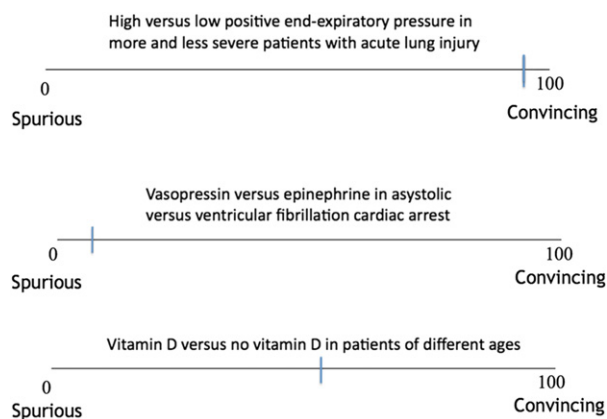 High versus low positive end-expiratory pressure in
more and less severe patients with acute lung injury
0
100
Spurious
Convincing
Vasopressin versus epinephrine in asystolic
versus ventricular fibrillation cardiac arrest
0
100
Spurious
Convincing
Vitamin D versus no vitamin D in patients of different ages
0
100
Spurious
Convincing